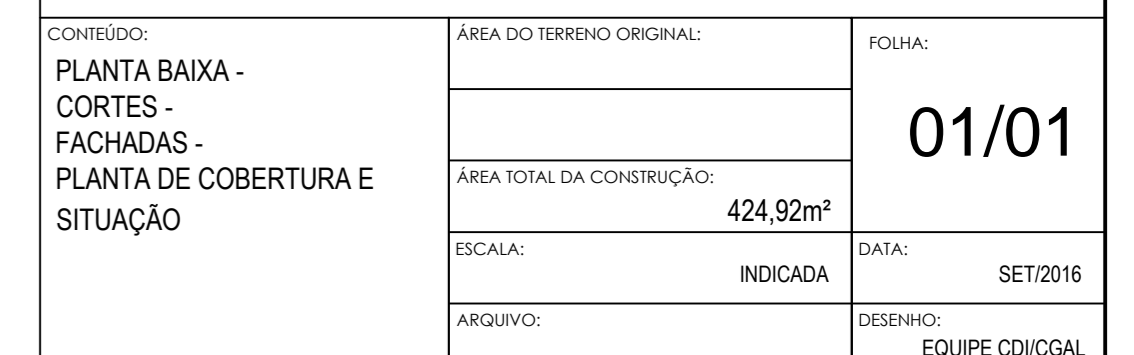 CONTEÚDO:
PLANTA BAIXA -
CORTES -
FACHADAS -
PLANTA DE COBERTURA E
SITUAÇÃO
ÁREA DO TERRENO ORIGINAL:
ÁREA TOTAL DA CONSTRUÇÃO:
424,92m²
ESCALA:
INDICADA
ARQUIVO:
FOLHA:
01/01
DATA:
SET/2016
DESENHO:
EQUIPE CDI/CGAL